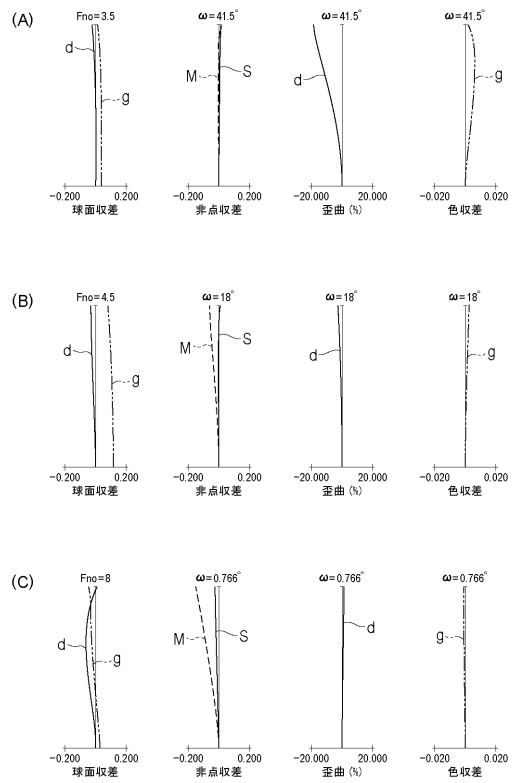 (A)
Fno=3.5
ω=41.5°
ω=41.5°
ω=41.5°
d
g
M
S
d
g
−0.200 0.200
−0.200 0.200
−20.000 20.000
−0.020 0.020
球面収差
非点収差
歪曲(%)
色収差
(B)
Fno=4.5
ω=18°
ω=18°
ω=18°
d
g
M
S
d
g
−0.200 0.200
−0.200 0.200
−20.000 20.000
−0.020 0.020
球面収差
非点収差
歪曲(%)
色収差
(C)
Fno=8
ω=0.766°
ω=0.766°
ω=0.766°
d
g
M
S
d
g
−0.200 0.200
−0.200 0.200
−20.000 20.000
−0.020 0.020
球面収差
非点収差
歪曲(%)
色収差